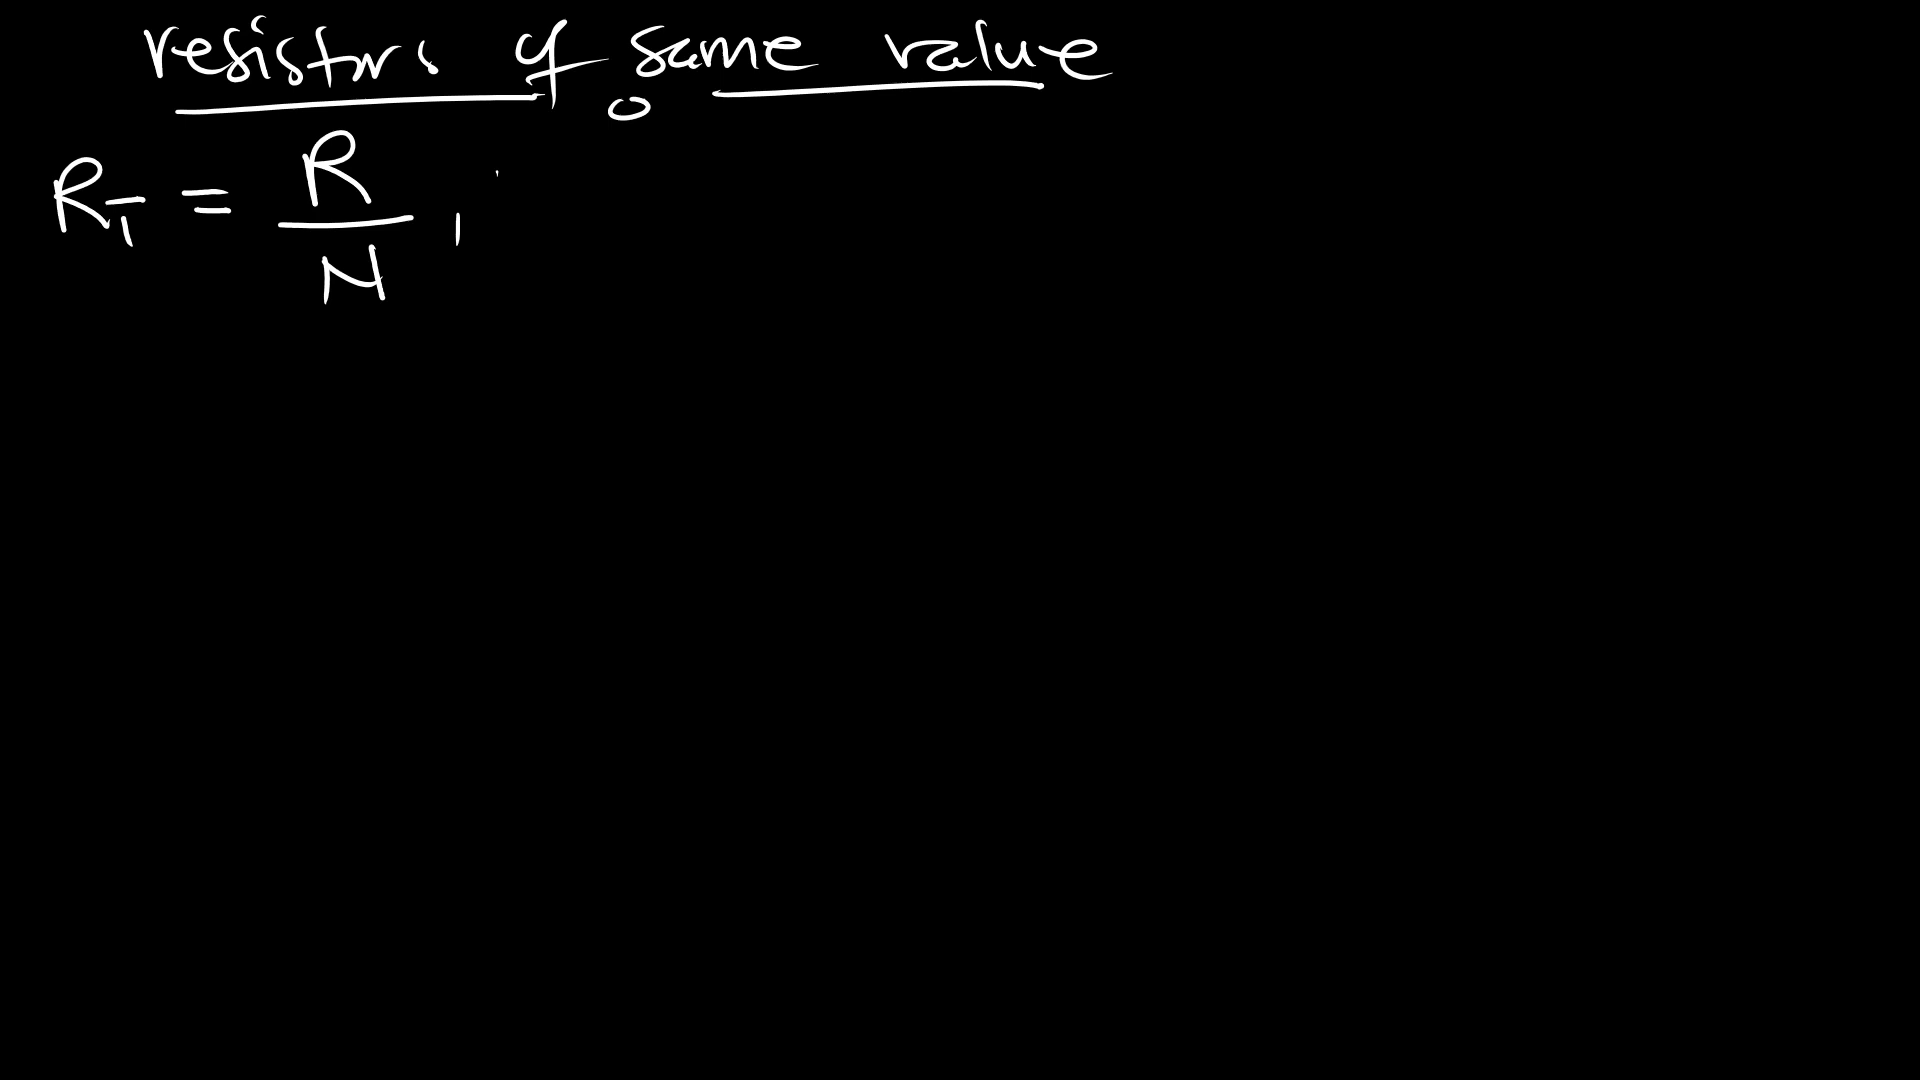 resistors of same value
R_T = R/N ,